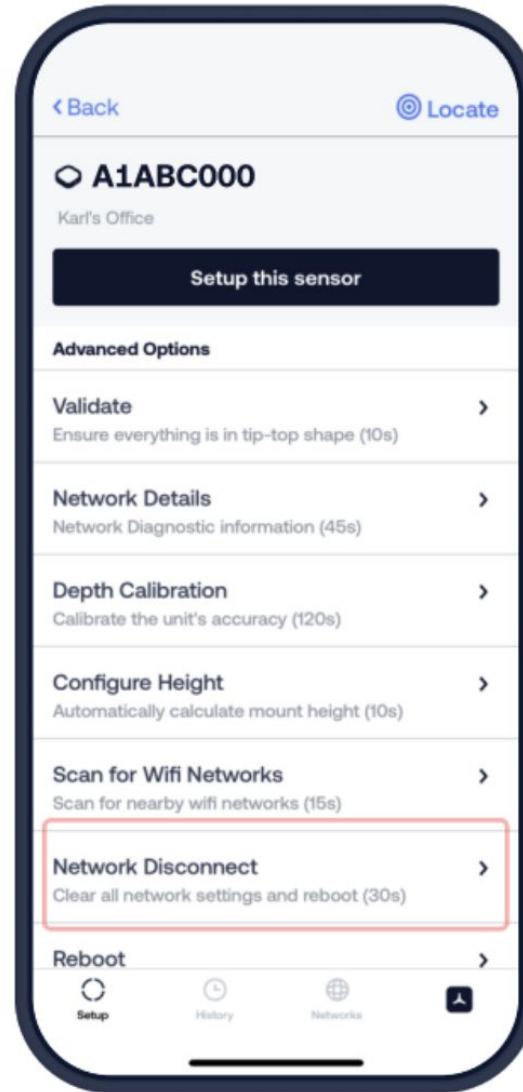 Back
Locate
A1ABC000
Karl's Office
Setup this sensor
Advanced Options
Validate
Ensure everything is in tip-top shape (10s)
Network Details
Network Diagnostic information (45s)
Depth Calibration
Calibrate the unit's accuracy (120s)
Configure Height
Automatically calculate mount height (10s)
Scan for Wifi Networks
Scan for nearby wifi networks (15s)
Network Disconnect
Clear all network settings and reboot (30s)
Reboot
Setup
History
Networks